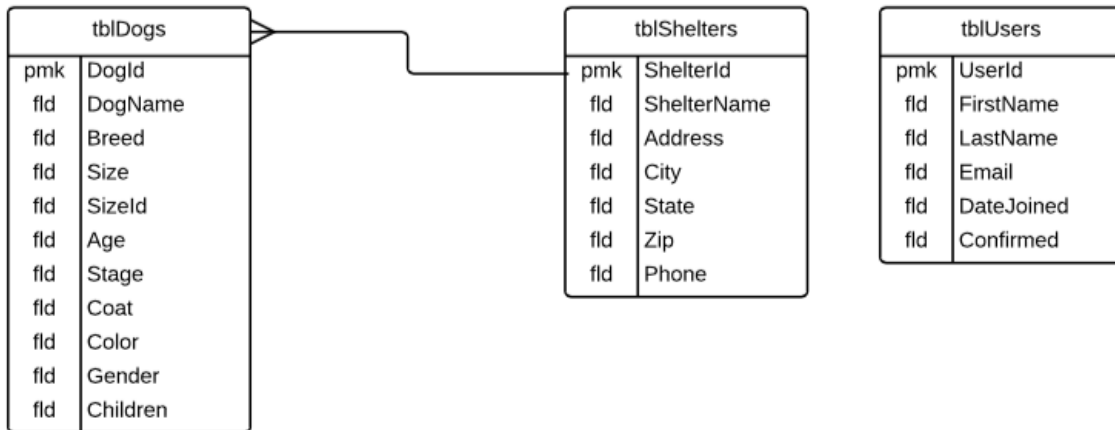 tblDogs
pmk DogId
fld DogName
fld Breed
fld Size
fld SizeId
fld Age
fld Stage
fld Coat
fld Color
fld Gender
fld Children
tblShelters
pmk ShelterId
fld ShelterName
fld Address
fld City
fld State
fld Zip
fld Phone
tblUsers
pmk UserId
fld FirstName
fld LastName
fld Email
fld DateJoined
fld Confirmed